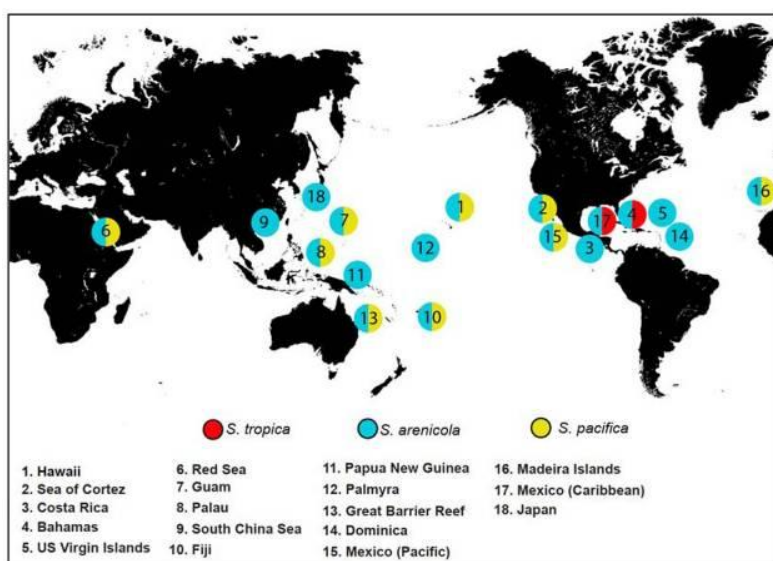 1
2
3
4
5
6
7
8
9
10
11
12
13
14
15
16
17
18
S. tropica
S. arenicola
S. pacifica
1. Hawaii
2. Sea of Cortez
3. Costa Rica
4. Bahamas
5. US Virgin Islands
6. Red Sea
7. Guam
8. Palau
9. South China Sea
10. Fiji
11. Papua New Guinea
12. Palmyra
13. Great Barrier Reef
14. Dominica
15. Mexico (Pacific)
16. Madeira Islands
17. Mexico (Caribbean)
18. Japan